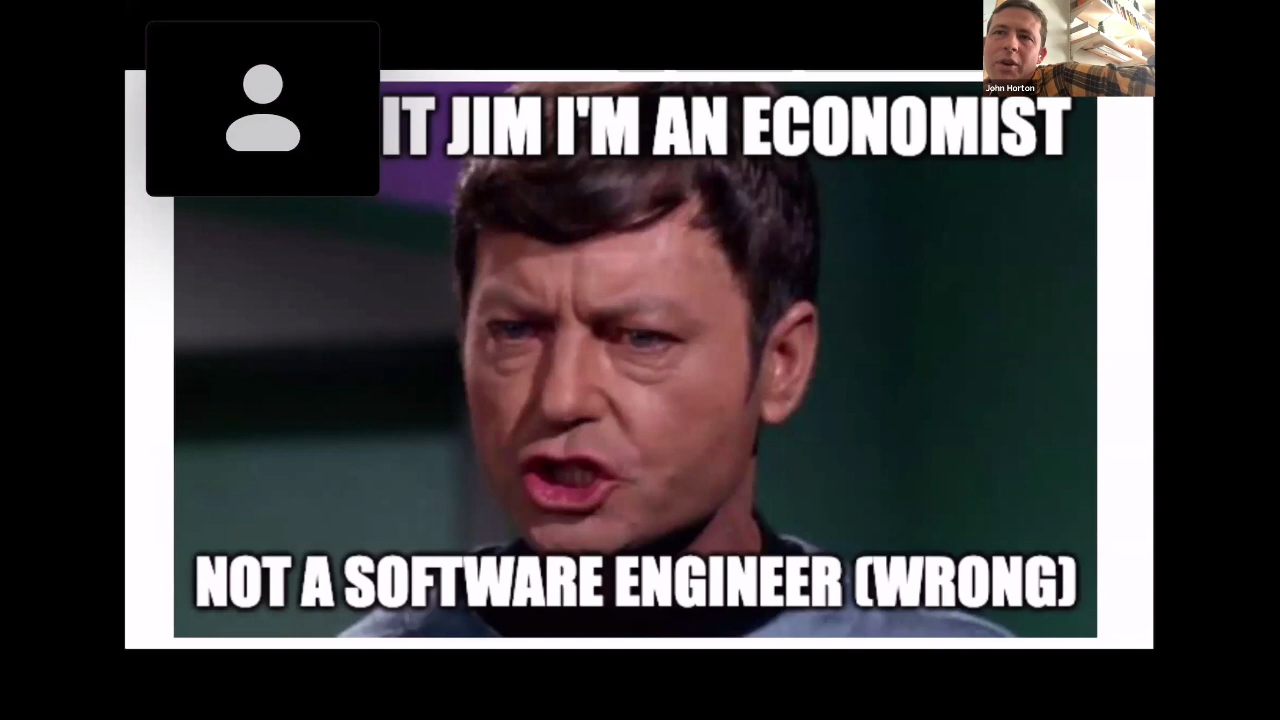 John Horton
IT JIM I'M AN ECONOMIST
NOT A SOFTWARE ENGINEER (WRONG)